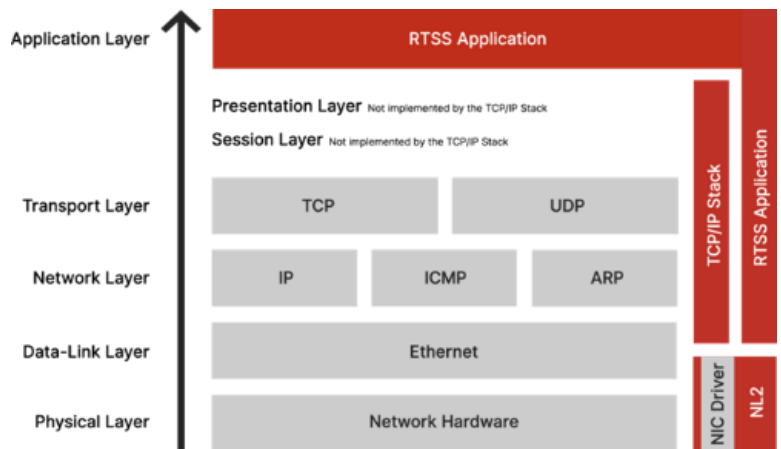 Application Layer
RTSS Application
Presentation Layer Not implemented by the TCP/IP Stack
Session Layer Not implemented by the TCP/IP Stack
Transport Layer
TCP
UDP
Network Layer
IP
ICMP
ARP
Data-Link Layer
Ethernet
Physical Layer
Network Hardware
TCP/IP Stack
RTSS Application
NIC Driver
NL2